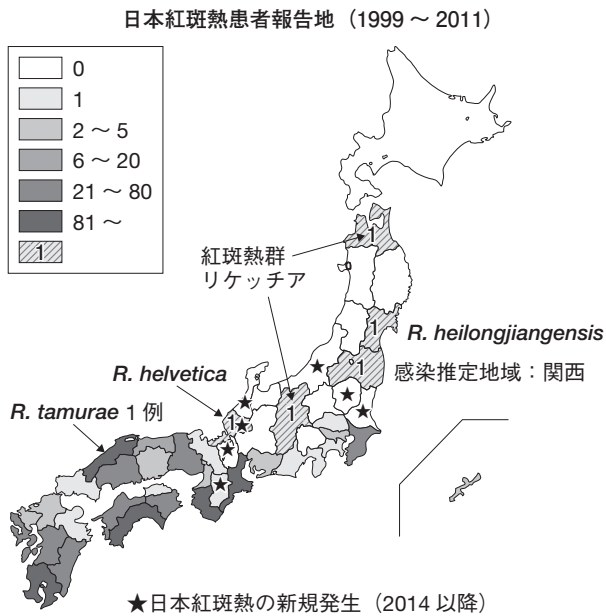 日本紅斑熱患者報告地（1999 ～ 2011）
0
1
2 ～ 5
6 ～ 20
21 ～ 80
81 ～
1
紅斑熱群
リケッチア
1
1
R. heilongjiangensis
1
感染推定地域：関西
R. helvetica
1
1
R. tamurae 1 例
★日本紅斑熱の新規発生（2014 以降）